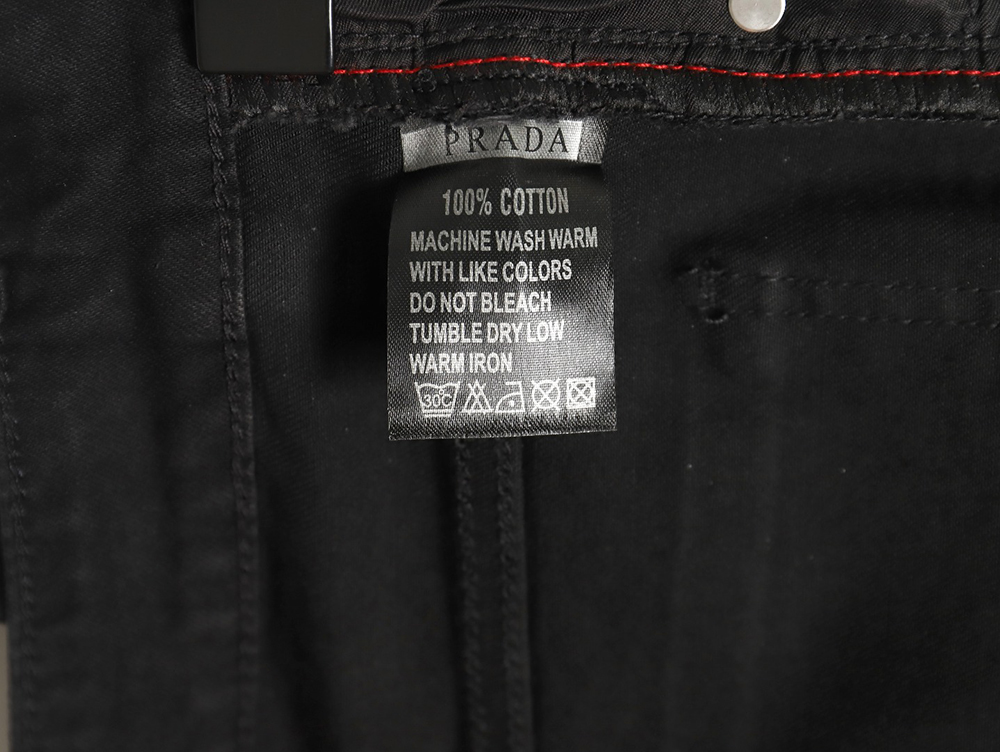 PRADA
100% COTTON
MACHINE WASH WARM
WITH LIKE COLORS
DO NOT BLEACH
TUMBLE DRY LOW
WARM IRON
30C